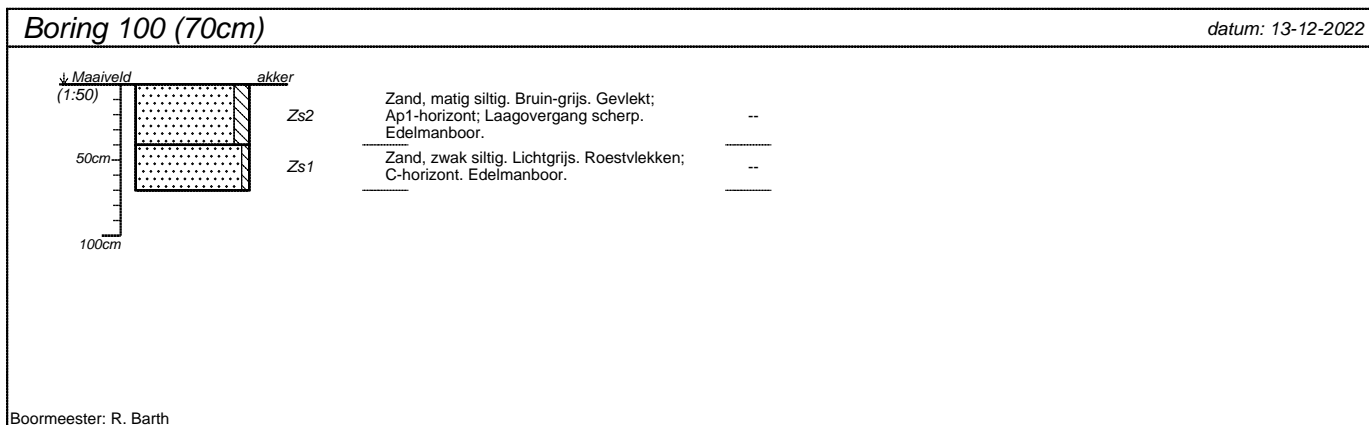 Boring 100 (70cm)
datum: 13-12-2022
Maaiveld
akker
(1:50)
Zs2
Zand, matig siltig. Bruin-grijs. Gevlekt;
Ap1-horizont; Laagovergang scherp.
Edelmanboor.
--
50cm
Zs1
Zand, zwak siltig. Lichtgrijs. Roestvlekken;
C-horizont. Edelmanboor.
--
100cm
Boormeester: R. Barth